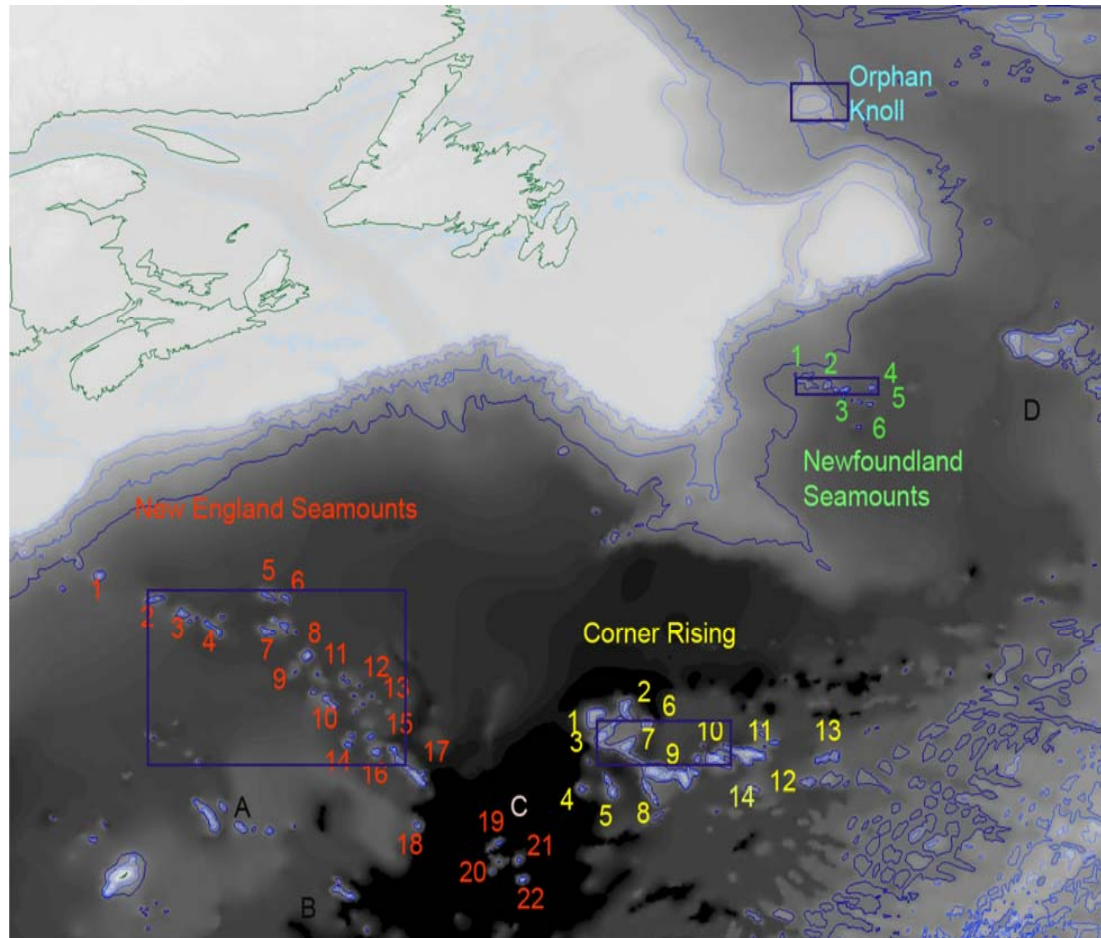 Orphan
Knoll
1 2 4
3 5
6
D
Newfoundland
Seamounts
New England Seamounts
1
5 6
2 3 4 7
8
9 11 12
10 13
14 15
16 17
18
A
B
C
19
20 21
22
Corner Rising
1 2 6
3 7 9 10 11 13
4 5 8 14 12